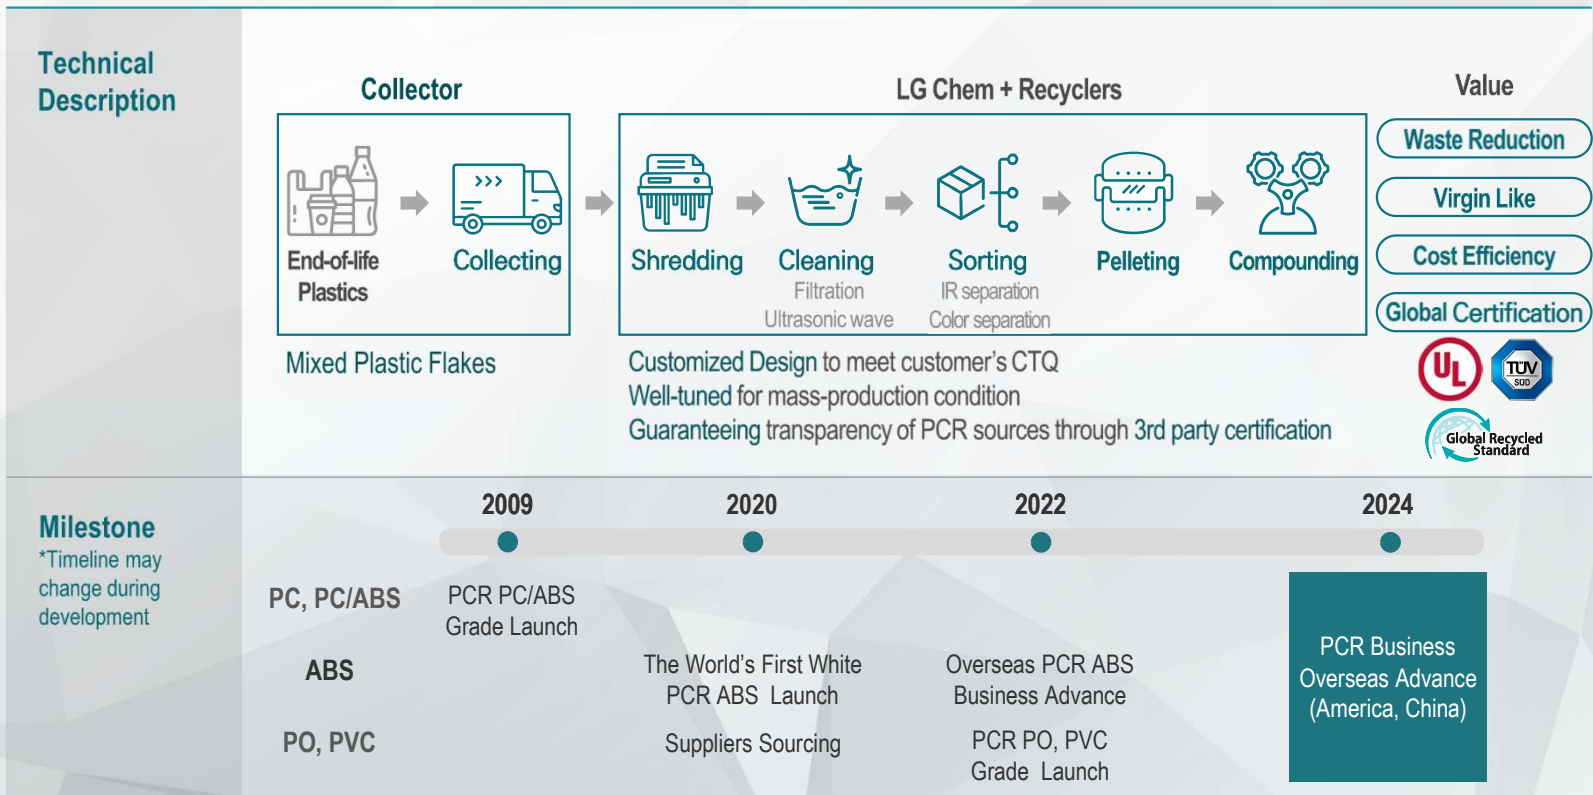 Technical
Description
Collector
LG Chem + Recyclers
Value
End-of-life
Plastics
Collecting
Shredding
Cleaning
Filtration
Ultrasonic wave
Sorting
IR separation
Color separation
Pelleting
Compounding
Waste Reduction
Virgin Like
Cost Efficiency
Global Certification
UL
TÜV
SÜD
Global Recycled
Standard
Mixed Plastic Flakes
Customized Design to meet customer's CTQ
Well-tuned for mass-production condition
Guaranteeing transparency of PCR sources through 3rd party certification
Milestone
*Timeline may
change during
development
2009
2020
2022
2024
PC, PC/ABS
PCR PC/ABS
Grade Launch
ABS
The World's First White
PCR ABS Launch
Overseas PCR ABS
Business Advance
PO, PVC
Suppliers Sourcing
PCR PO, PVC
Grade Launch
PCR Business
Overseas Advance
(America, China)